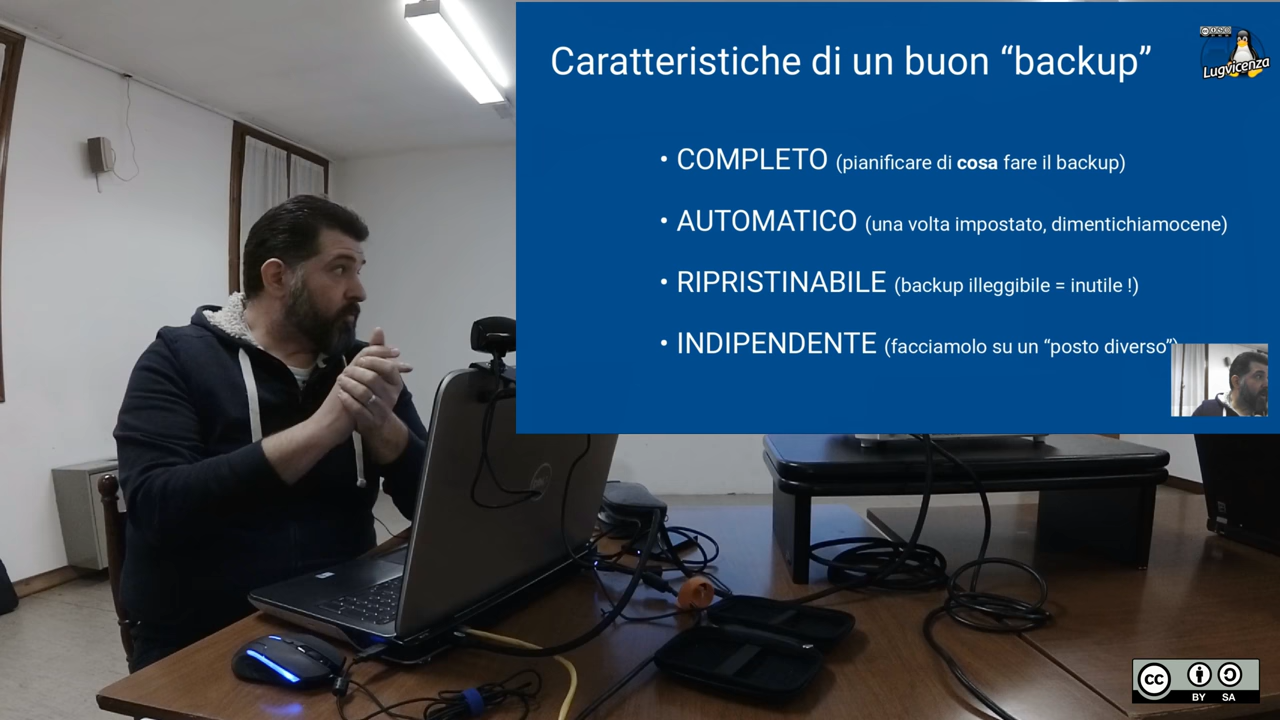 Caratteristiche di un buon “backup”
Lugvicenza
• COMPLETO (pianificare di cosa fare il backup)
• AUTOMATICO (una volta impostato, dimentichiamocene)
• RIPRISTINABILE (backup illeggibile = inutile !)
• INDIPENDENTE (facciamolo su un “posto diverso”)
cc
BY SA